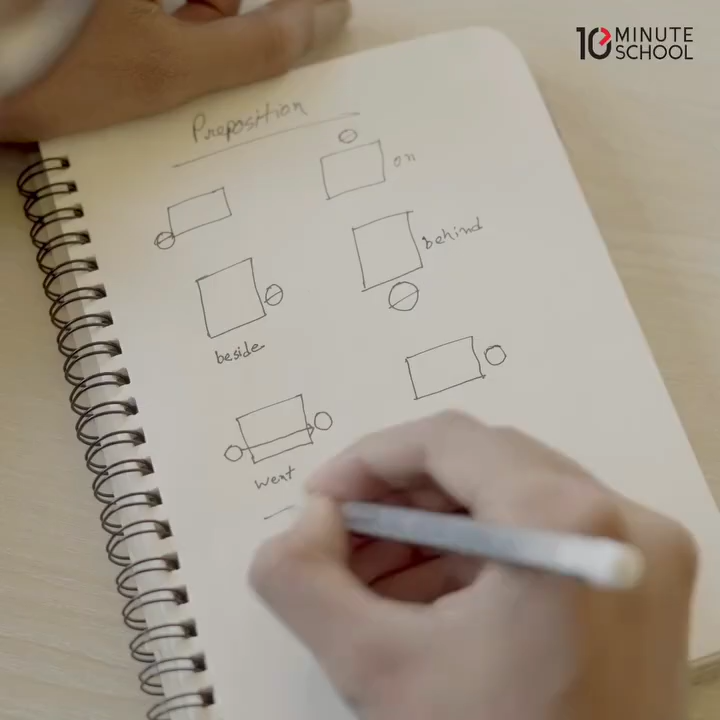 10 MINUTE
SCHOOL
Preposition
on
behind
beside
went